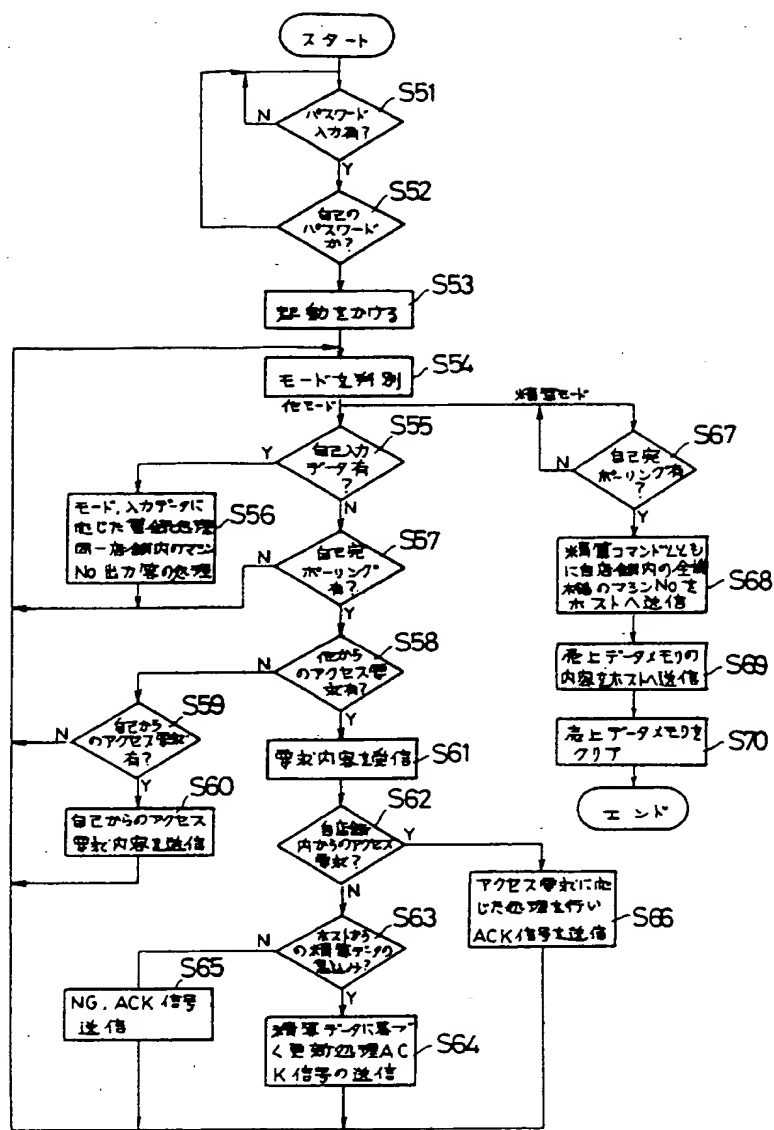 スタート
S51
パスワード
入力有?
N
Y
S52
自己の
パスワード
か?
S53
起動をかける
S54
モードを判別
他モード
精算モード
S55
自己入力
データ有
?
Y
N
S56
モード、入力データに
応じた登録処理
同一店舗内のマシン
NO出力等の処理
S57
自己宛
ポーリング
有?
N
Y
S58
他から
のアクセス要
求有?
N
Y
S59
自己から
のアクセス要求
有?
N
Y
S60
自己からのアクセス
要求内容を送信
S61
要求内容を受信
S62
自店舗
内からのアクセス
要求?
Y
N
S63
ホストから
の精算データの
書込み?
N
Y
S65
NG、ACK信号
送信
S64
精算データに基づ
く更新処理AC
K信号の送信
S66
アクセス要求に応
じた処理を行い
ACK信号を送信
S67
自己宛
ポーリング有
?
N
Y
S68
精算コマンドととも
に自店舗内の全端
末器のマシンNoを
ホストへ送信
S69
売上データメモリの
内容をホストへ送信
S70
売上データメモリを
クリア
エンド